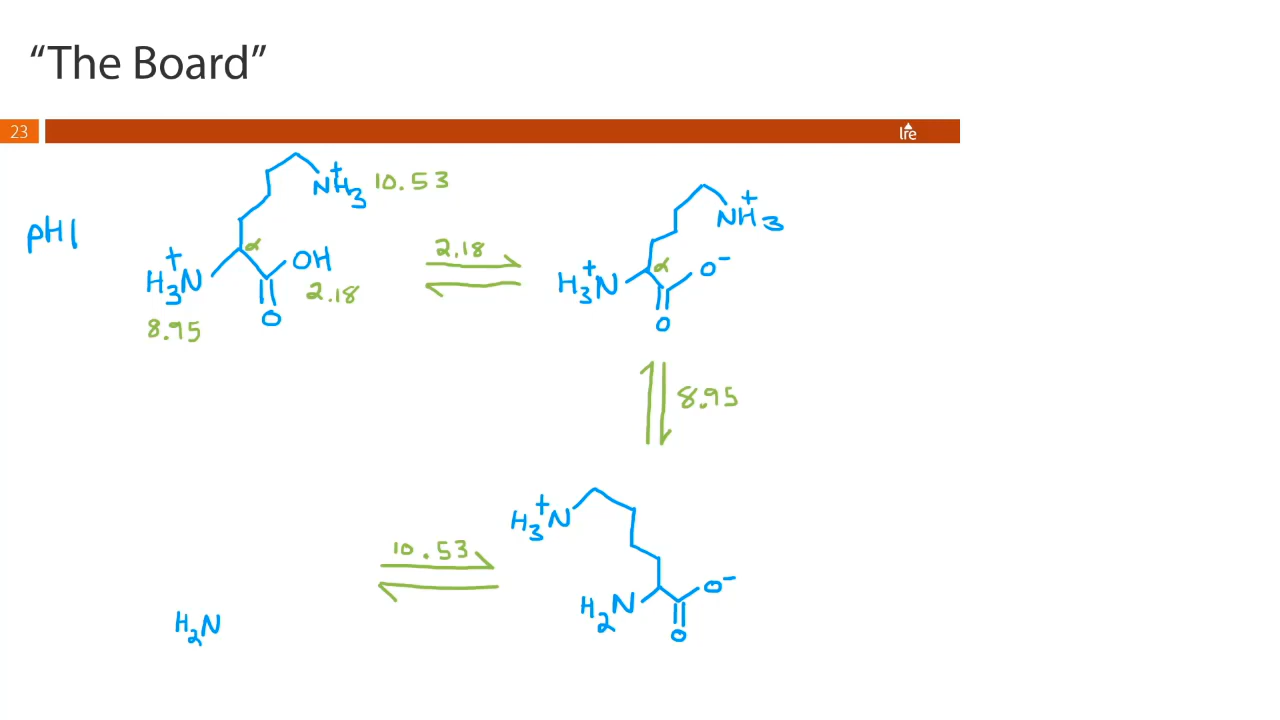 “The Board”
23
lre
NH3+ 10.53
pH1
α
H3N+
OH
2.18
O
8.95
2.18
NH3+
H3N+
α
O-
O
8.95
H3N+
10.53
H2N
O-
O
H2N